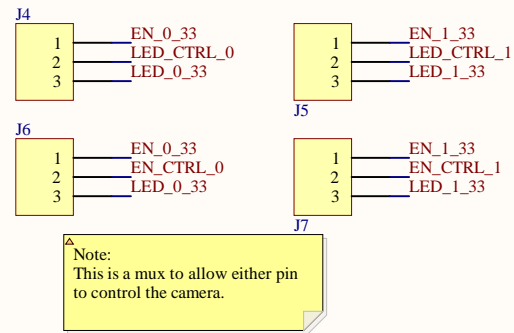 J4
1 EN_0_33
2 LED_CTRL_0
3 LED_0_33
1 EN_1_33
2 LED_CTRL_1
3 LED_1_33
J5
J6
1 EN_0_33
2 EN_CTRL_0
3 LED_0_33
1 EN_1_33
2 EN_CTRL_1
3 LED_1_33
J7
Note:
This is a mux to allow either pin
to control the camera.